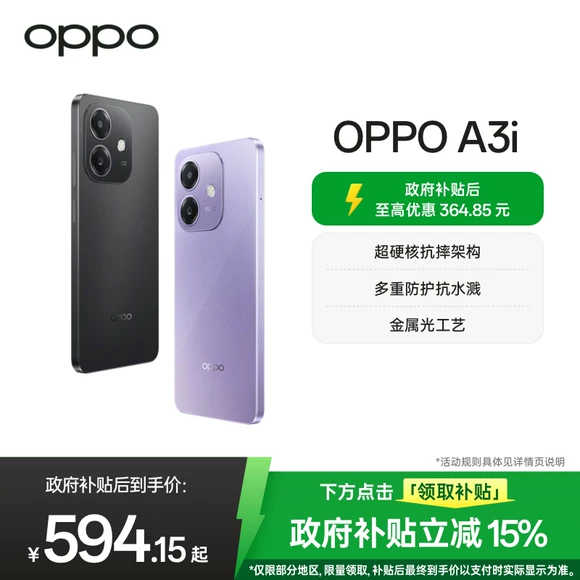 oppo
OPPO A3i
政府补贴后
至高优惠 364.85 元
超硬核抗摔架构
多重防护抗水溅
金属光工艺
oppo
oppo
*活动规则具体见详情页说明
政府补贴后到手价：
¥594.15起
下方点击「领取补贴」
政府补贴立减 15%
*仅限部分地区, 限量领取, 补贴后最终到手价以支付时实际显示为准。